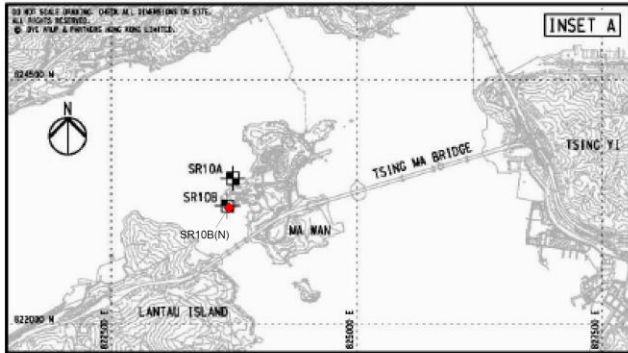 DO NOT SCALE DRAWING. CHECK ALL DIMENSIONS ON SITE.
ALL RIGHTS RESERVED.
© OVE ARUP & PARTNERS HONG KONG LIMITED.
INSET A
824500 N
N
TSING YI
TSING MA BRIDGE
SR10A
SR10B
SR10B(N)
MA WAN
LANTAU ISLAND
822000 N
822500 E
825000 E
827500 E